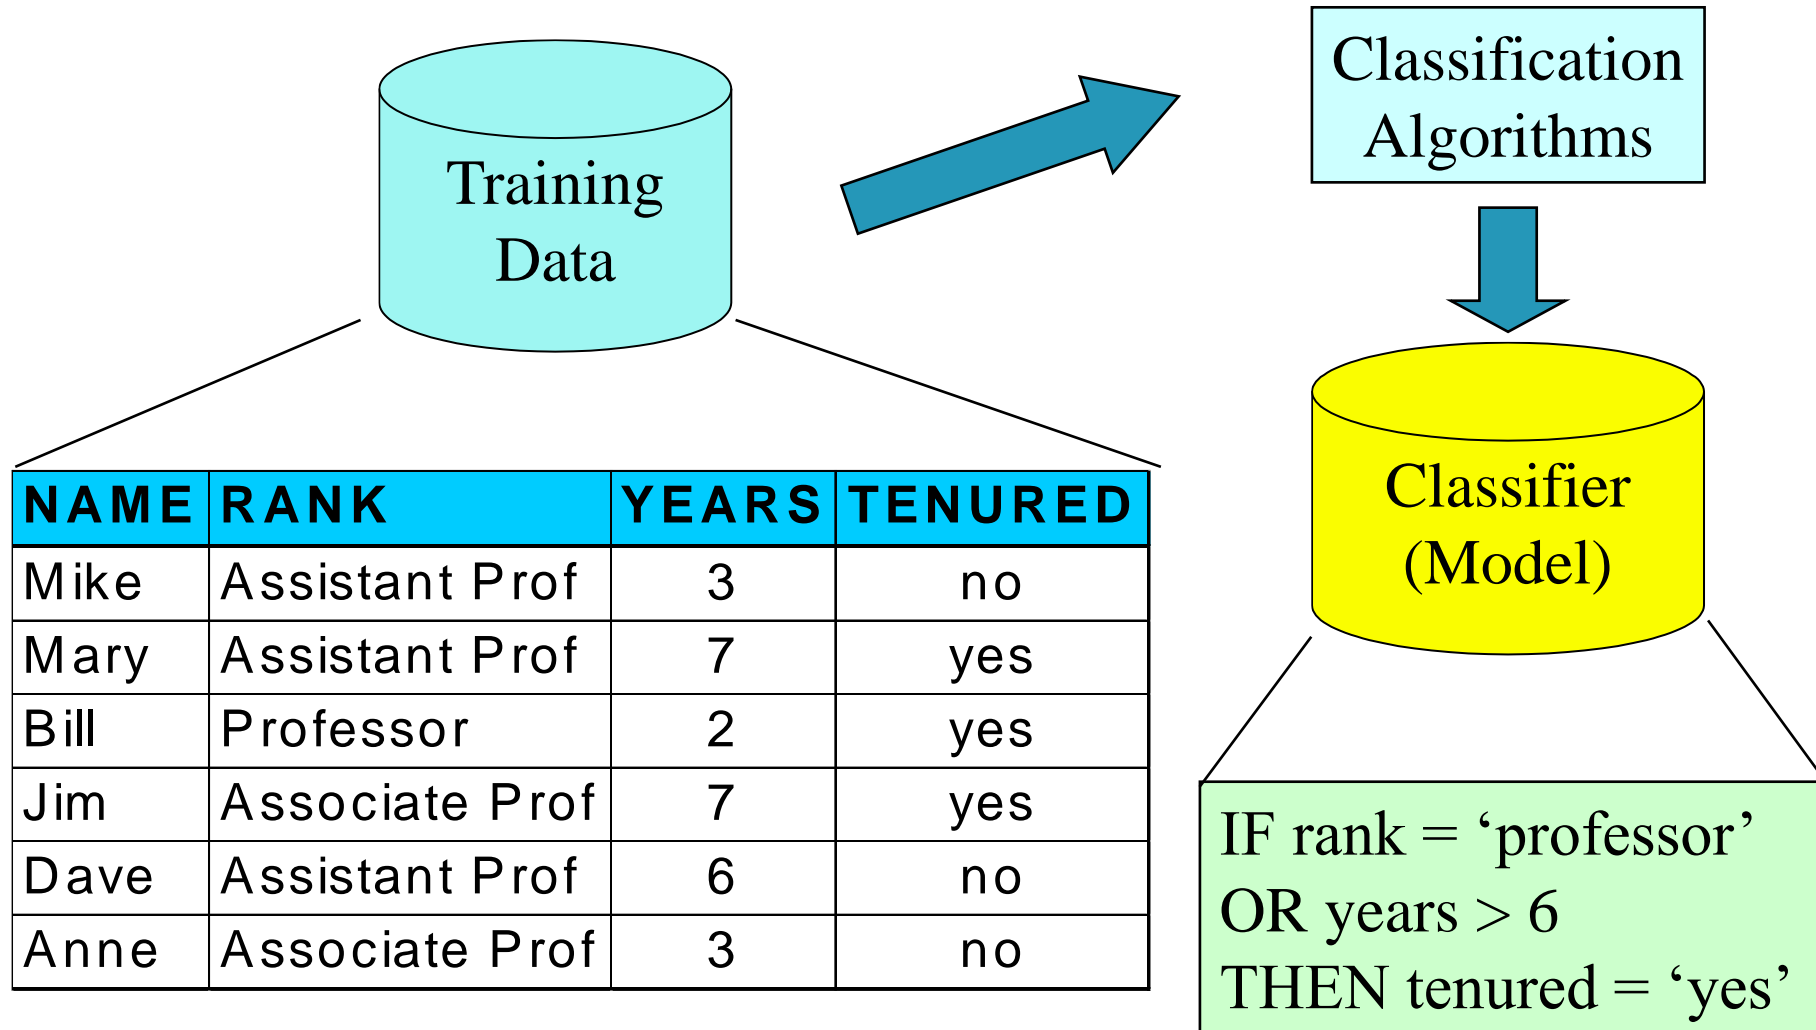 Training
Data
Classification
Algorithms
NAME RANK YEARS TENURED
Mike Assistant Prof 3 no
Mary Assistant Prof 7 yes
Bill Professor 2 yes
Jim Associate Prof 7 yes
Dave Assistant Prof 6 no
Anne Associate Prof 3 no
Classifier
(Model)
IF rank = ‘professor’
OR years > 6
THEN tenured = ‘yes’